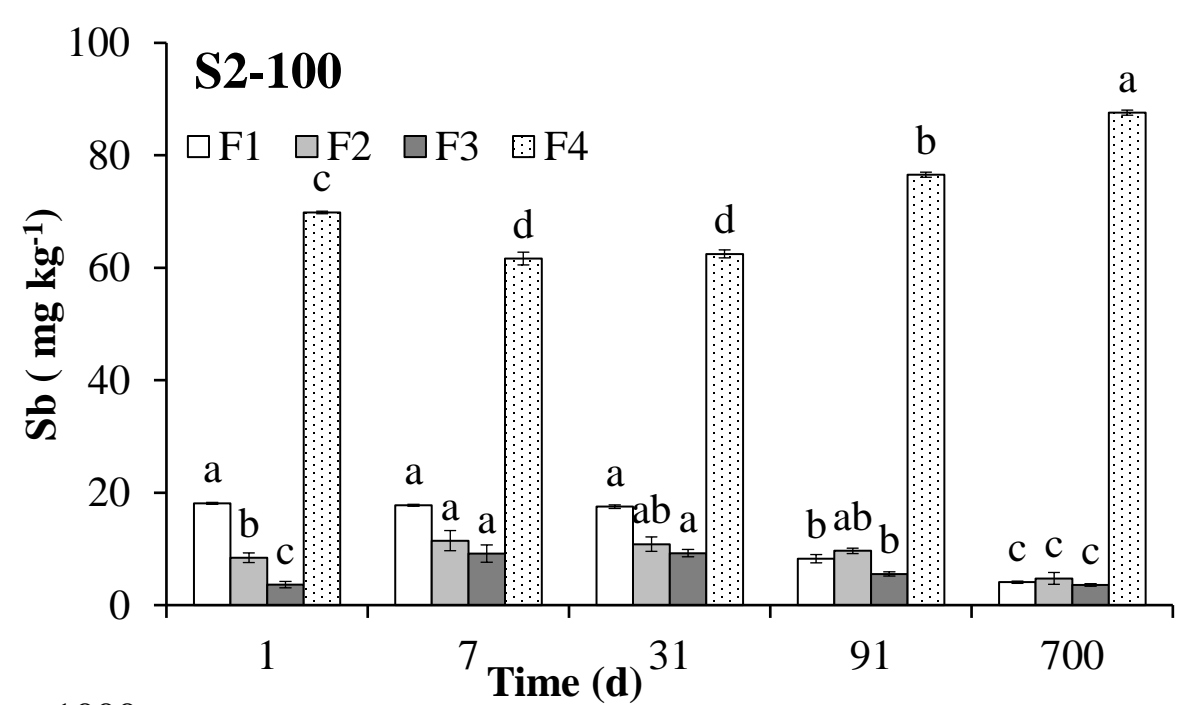 100
S2-100
F1 F2 F3 F4
80
60
40
20
0
Sb ( mg kg⁻¹)
a b c c
a a a d
a ab a d
b ab b b
c c c a
1 7 31 91 700
Time (d)